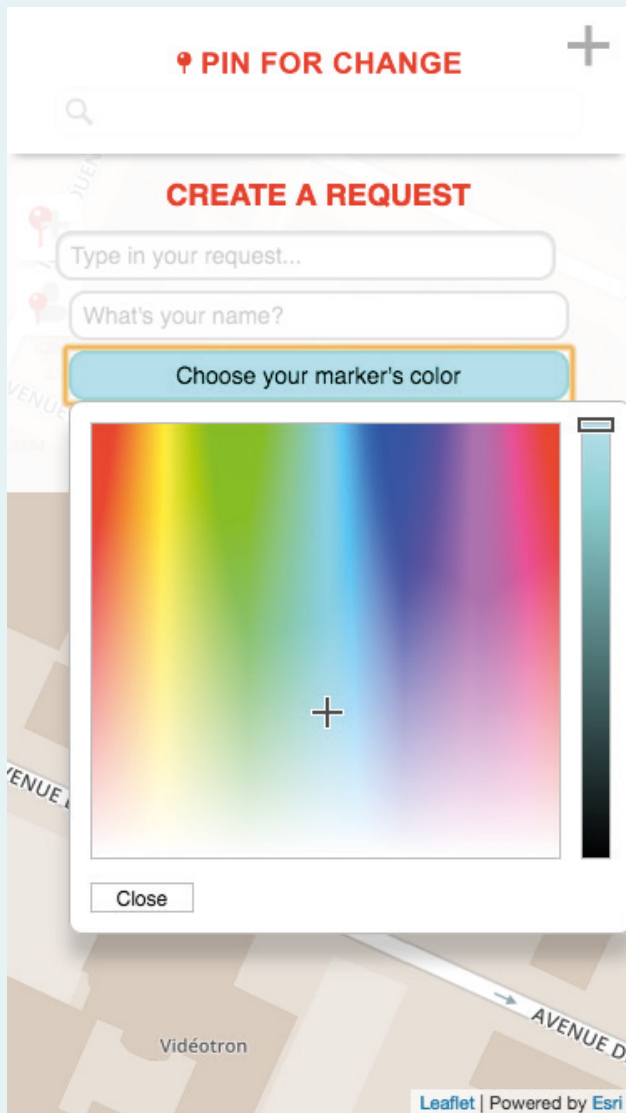 PIN FOR CHANGE
CREATE A REQUEST
Type in your request...
What's your name?
Choose your marker's color
Close
VENUE
AVENUE D
Vidéotron
Leaflet | Powered by Esri